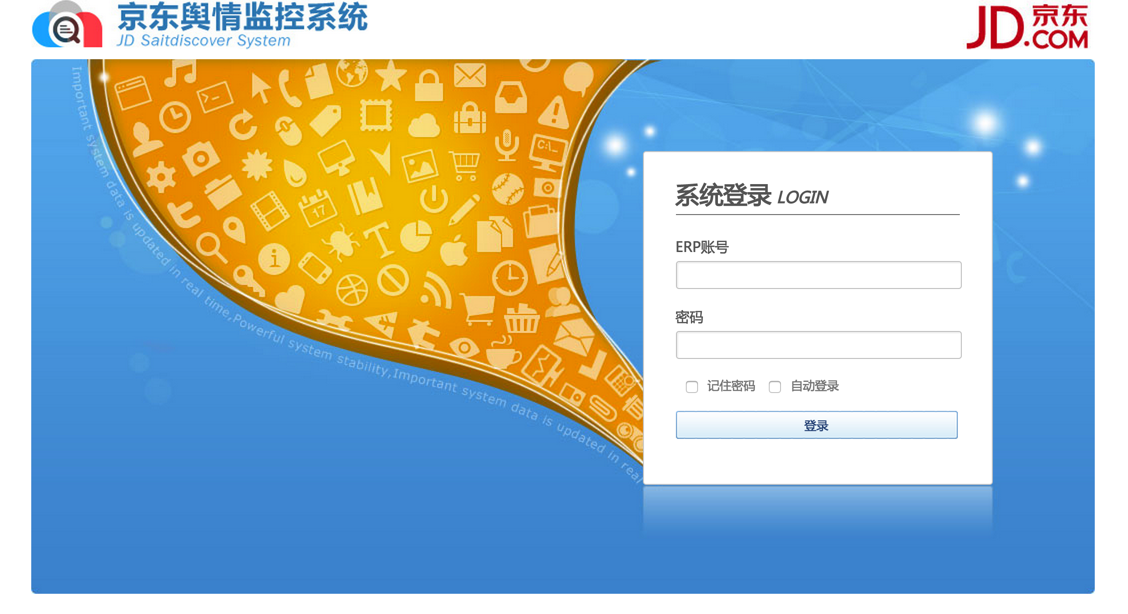 京东舆情监控系统
JD Saitdiscover System
JD.京东
.COM
Important system data is updated in real time,Powerful system stability,Important system data is updated in real
C:\_
17
系统登录 LOGIN
ERP账号
密码
记住密码 自动登录
登录